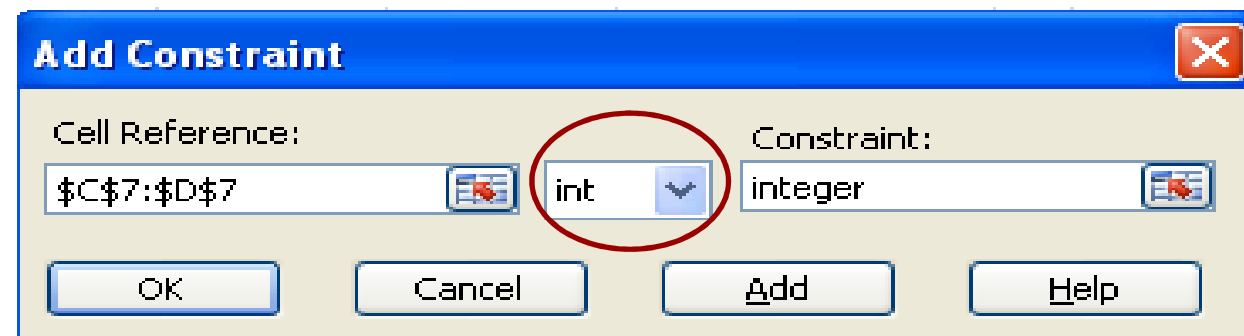 Add Constraint
Cell Reference:
Constraint:
$C$7:$D$7
int
integer
OK
Cancel
Add
Help